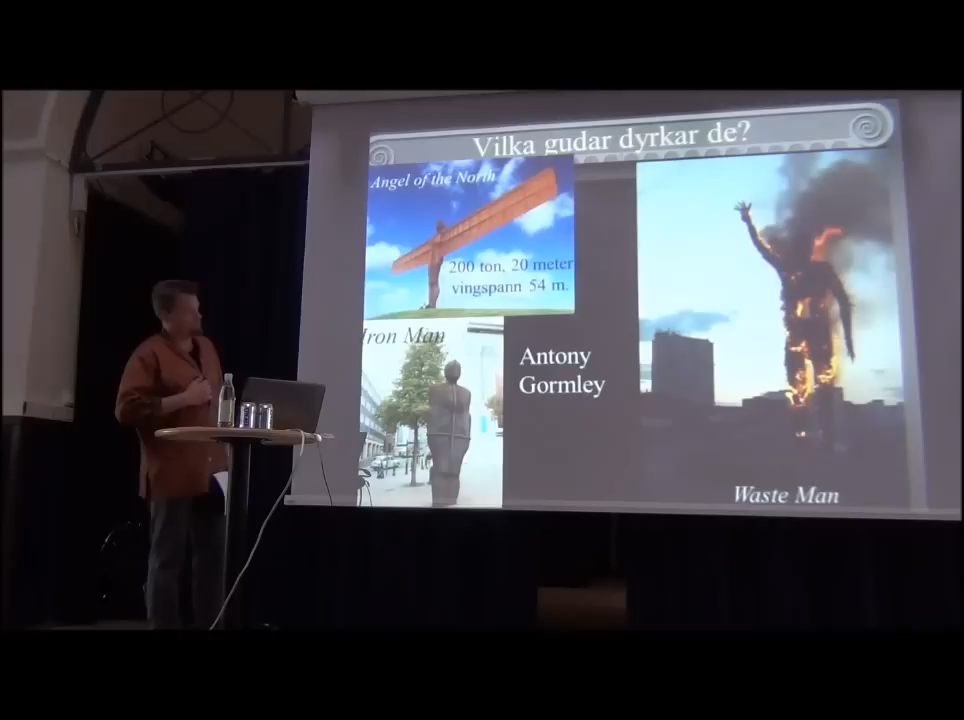 Vilka gudar dyrkar de?
Angel of the North
200 ton, 20 meter
vingspann 54 m.
Iron Man
Antony
Gormley
Waste Man